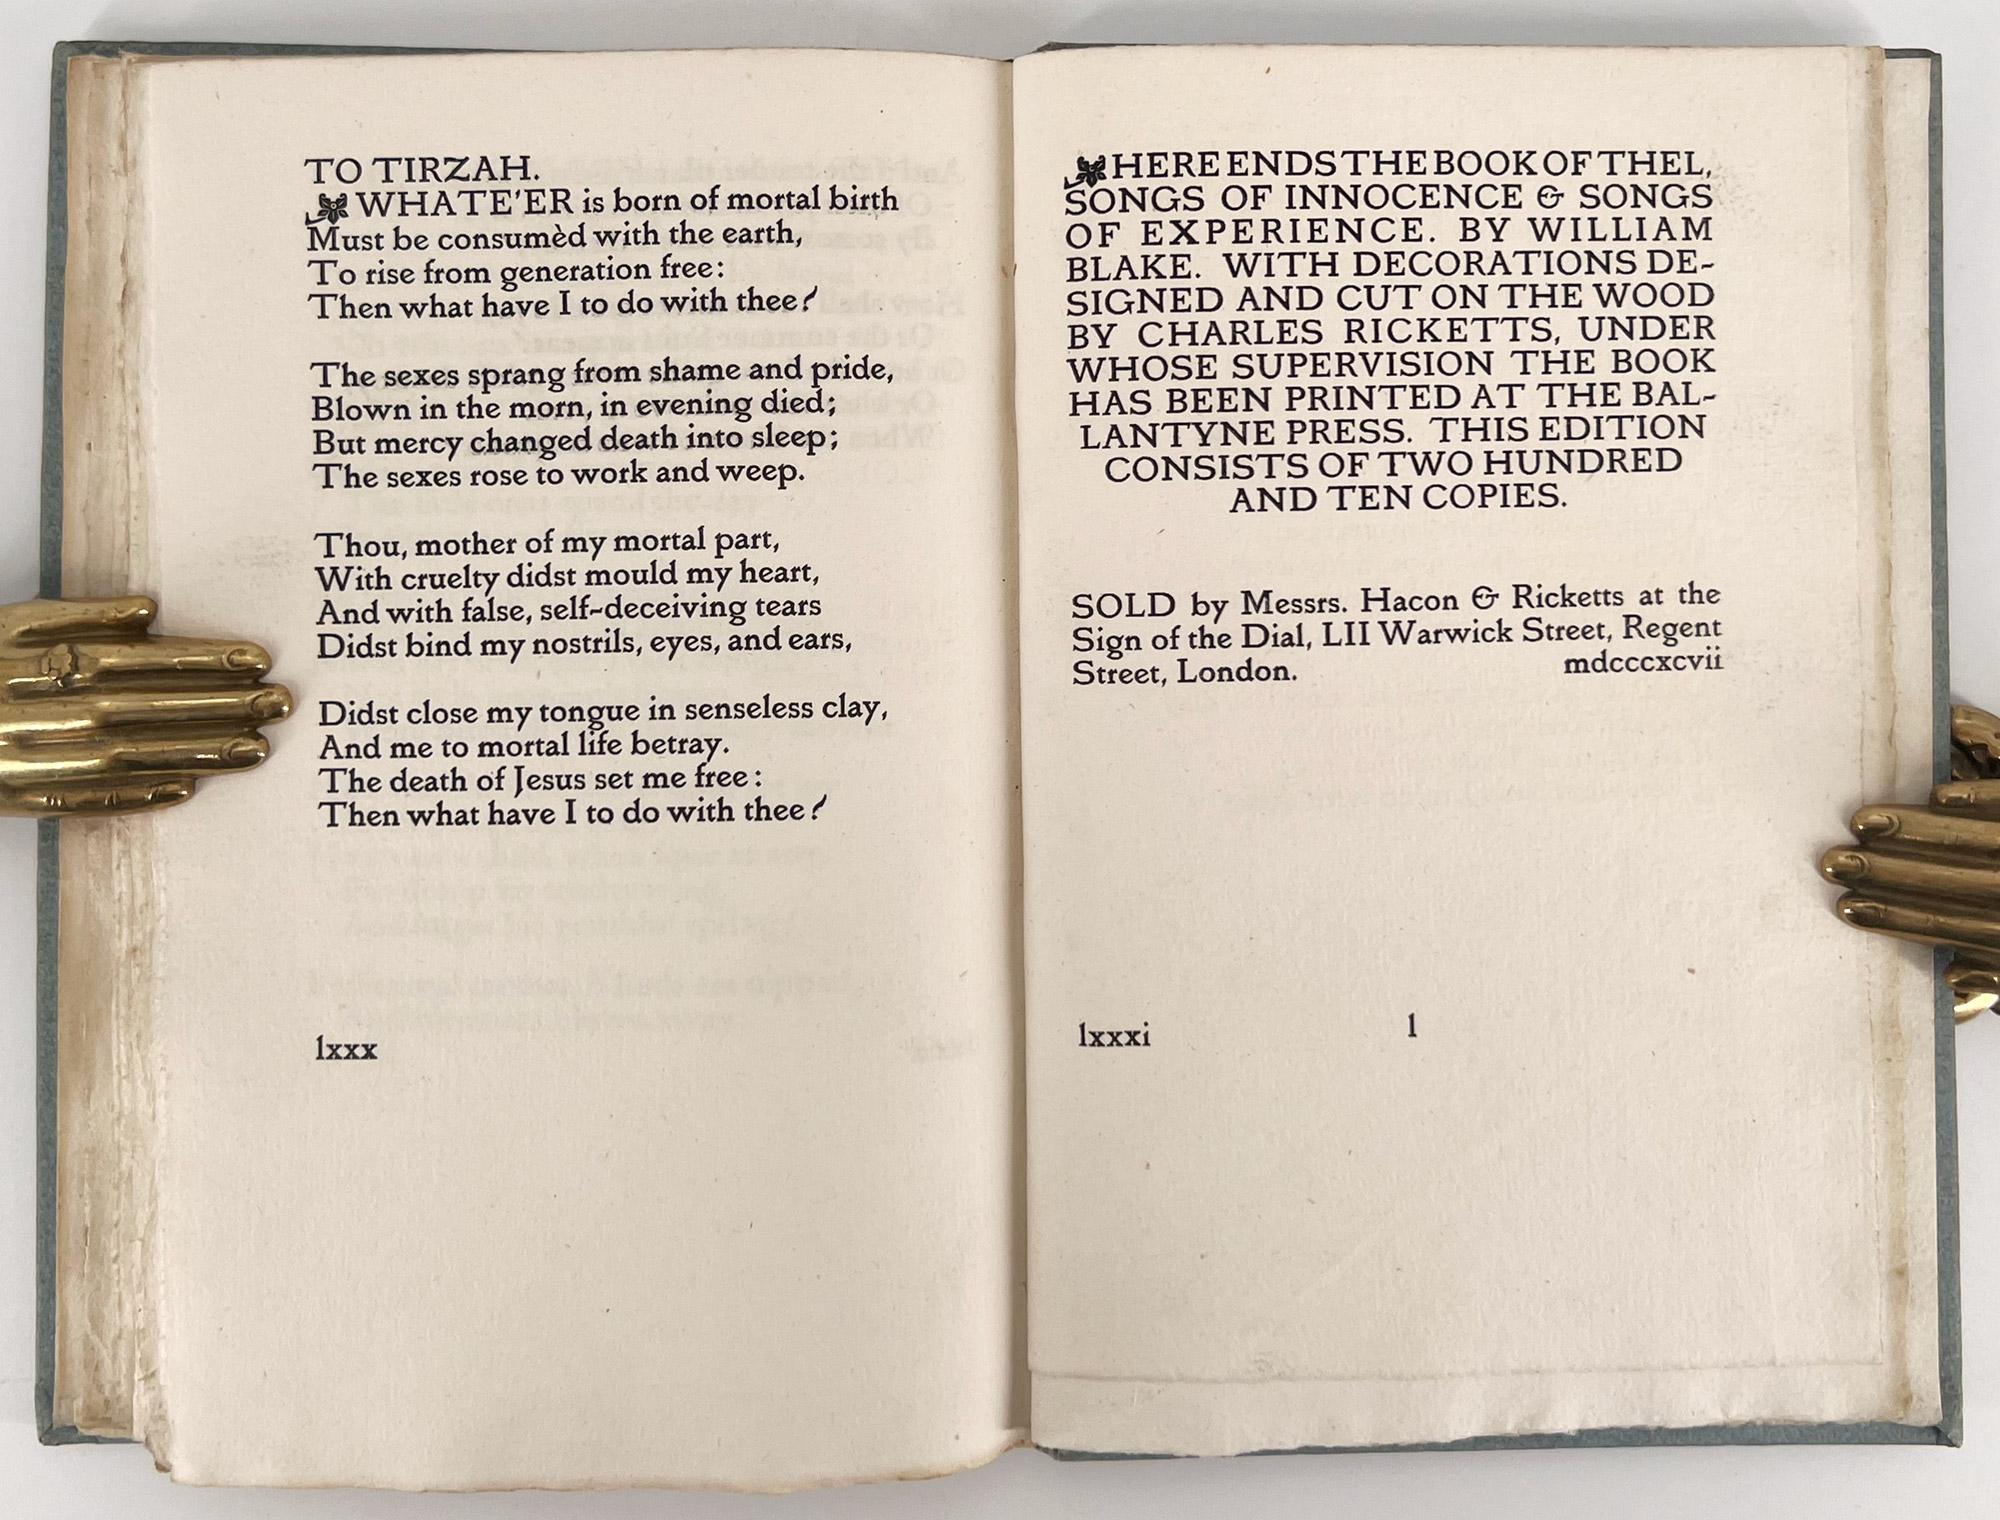 TO TIRZAH.
WHATE'ER is born of mortal birth
Must be consumèd with the earth,
To rise from generation free:
Then what have I to do with thee?

The sexes sprang from shame and pride,
Blown in the morn, in evening died;
But mercy changed death into sleep;
The sexes rose to work and weep.

Thou, mother of my mortal part,
With cruelty didst mould my heart,
And with false, self-deceiving tears
Didst bind my nostrils, eyes, and ears,

Didst close my tongue in senseless clay,
And me to mortal life betray.
The death of Jesus set me free:
Then what have I to do with thee?

lxxx

HERE ENDS THE BOOK OF THEL,
SONGS OF INNOCENCE & SONGS
OF EXPERIENCE. BY WILLIAM
BLAKE. WITH DECORATIONS DE-
SIGNED AND CUT ON THE WOOD
BY CHARLES RICKETTS, UNDER
WHOSE SUPERVISION THE BOOK
HAS BEEN PRINTED AT THE BAL-
LANTYNE PRESS. THIS EDITION
CONSISTS OF TWO HUNDRED
AND TEN COPIES.

SOLD by Messrs. Hacon & Ricketts at the
Sign of the Dial, LII Warwick Street, Regent
Street, London. mdcccxcvii

lxxxi l